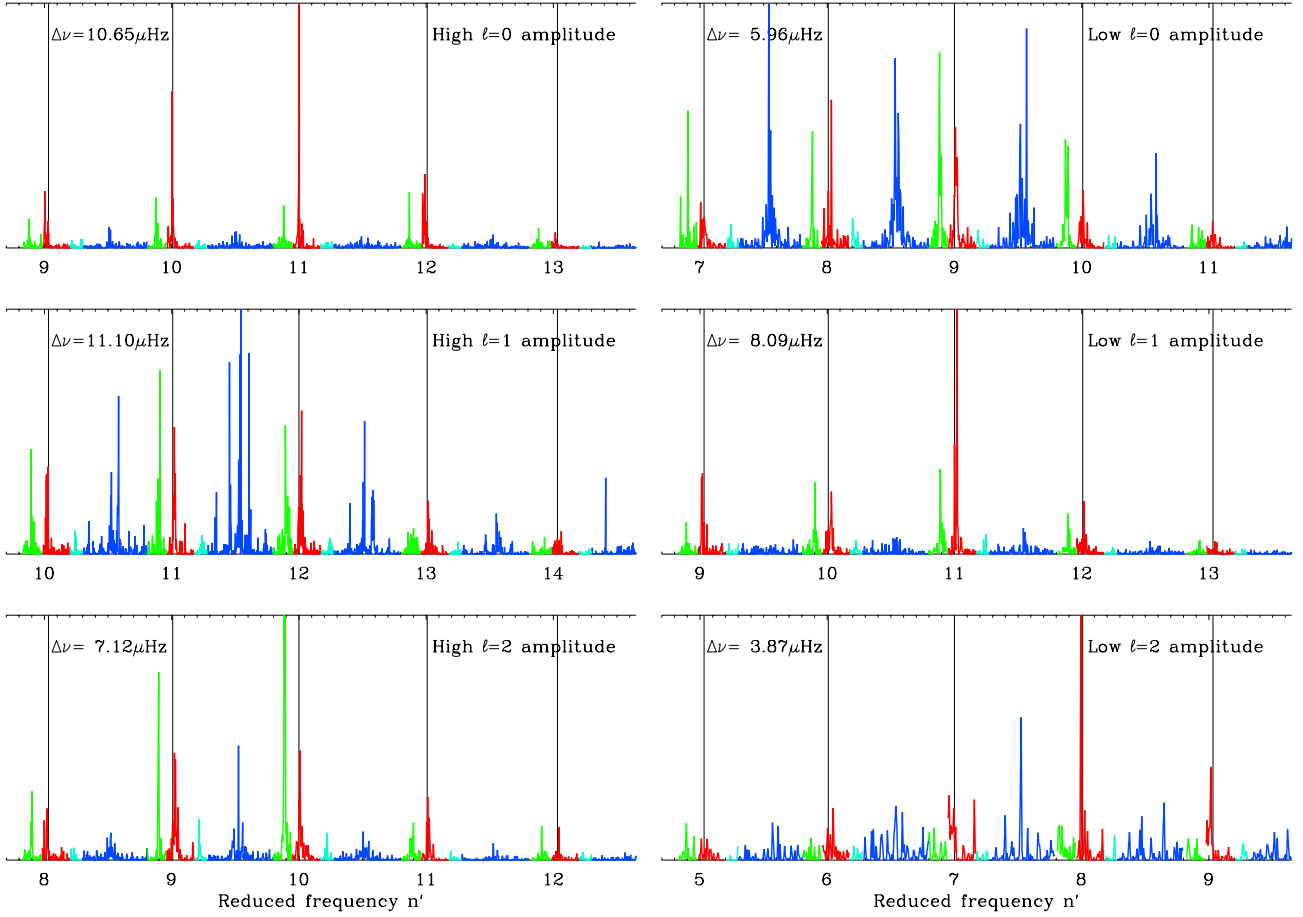 Δν=10.65μHz High ℓ=0 amplitude
9 10 11 12 13
Δν= 5.96μHz Low ℓ=0 amplitude
7 8 9 10 11
Δν=11.10μHz High ℓ=1 amplitude
10 11 12 13 14
Δν= 8.09μHz Low ℓ=1 amplitude
9 10 11 12 13
Δν= 7.12μHz High ℓ=2 amplitude
8 9 10 11 12
Reduced frequency n′
Δν= 3.87μHz Low ℓ=2 amplitude
5 6 7 8 9
Reduced frequency n′